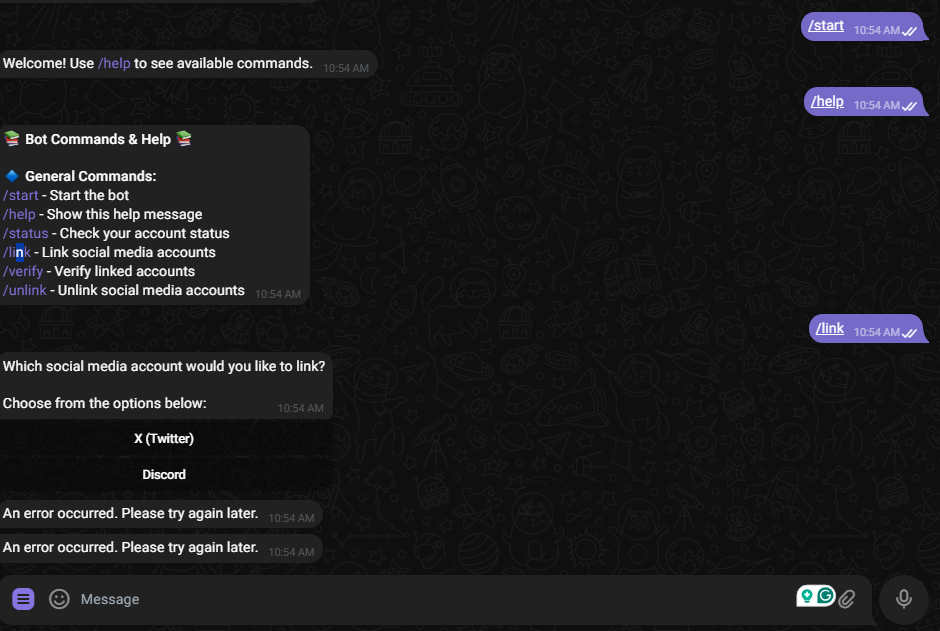 /start 10:54 AM
Welcome! Use /help to see available commands. 10:54 AM
/help 10:54 AM
📚 Bot Commands & Help 📚
🔷 General Commands:
/start - Start the bot
/help - Show this help message
/status - Check your account status
/link - Link social media accounts
/verify - Verify linked accounts
/unlink - Unlink social media accounts 10:54 AM
/link 10:54 AM
Which social media account would you like to link?
Choose from the options below: 10:54 AM
X (Twitter)
Discord
An error occurred. Please try again later. 10:54 AM
An error occurred. Please try again later. 10:54 AM
Message